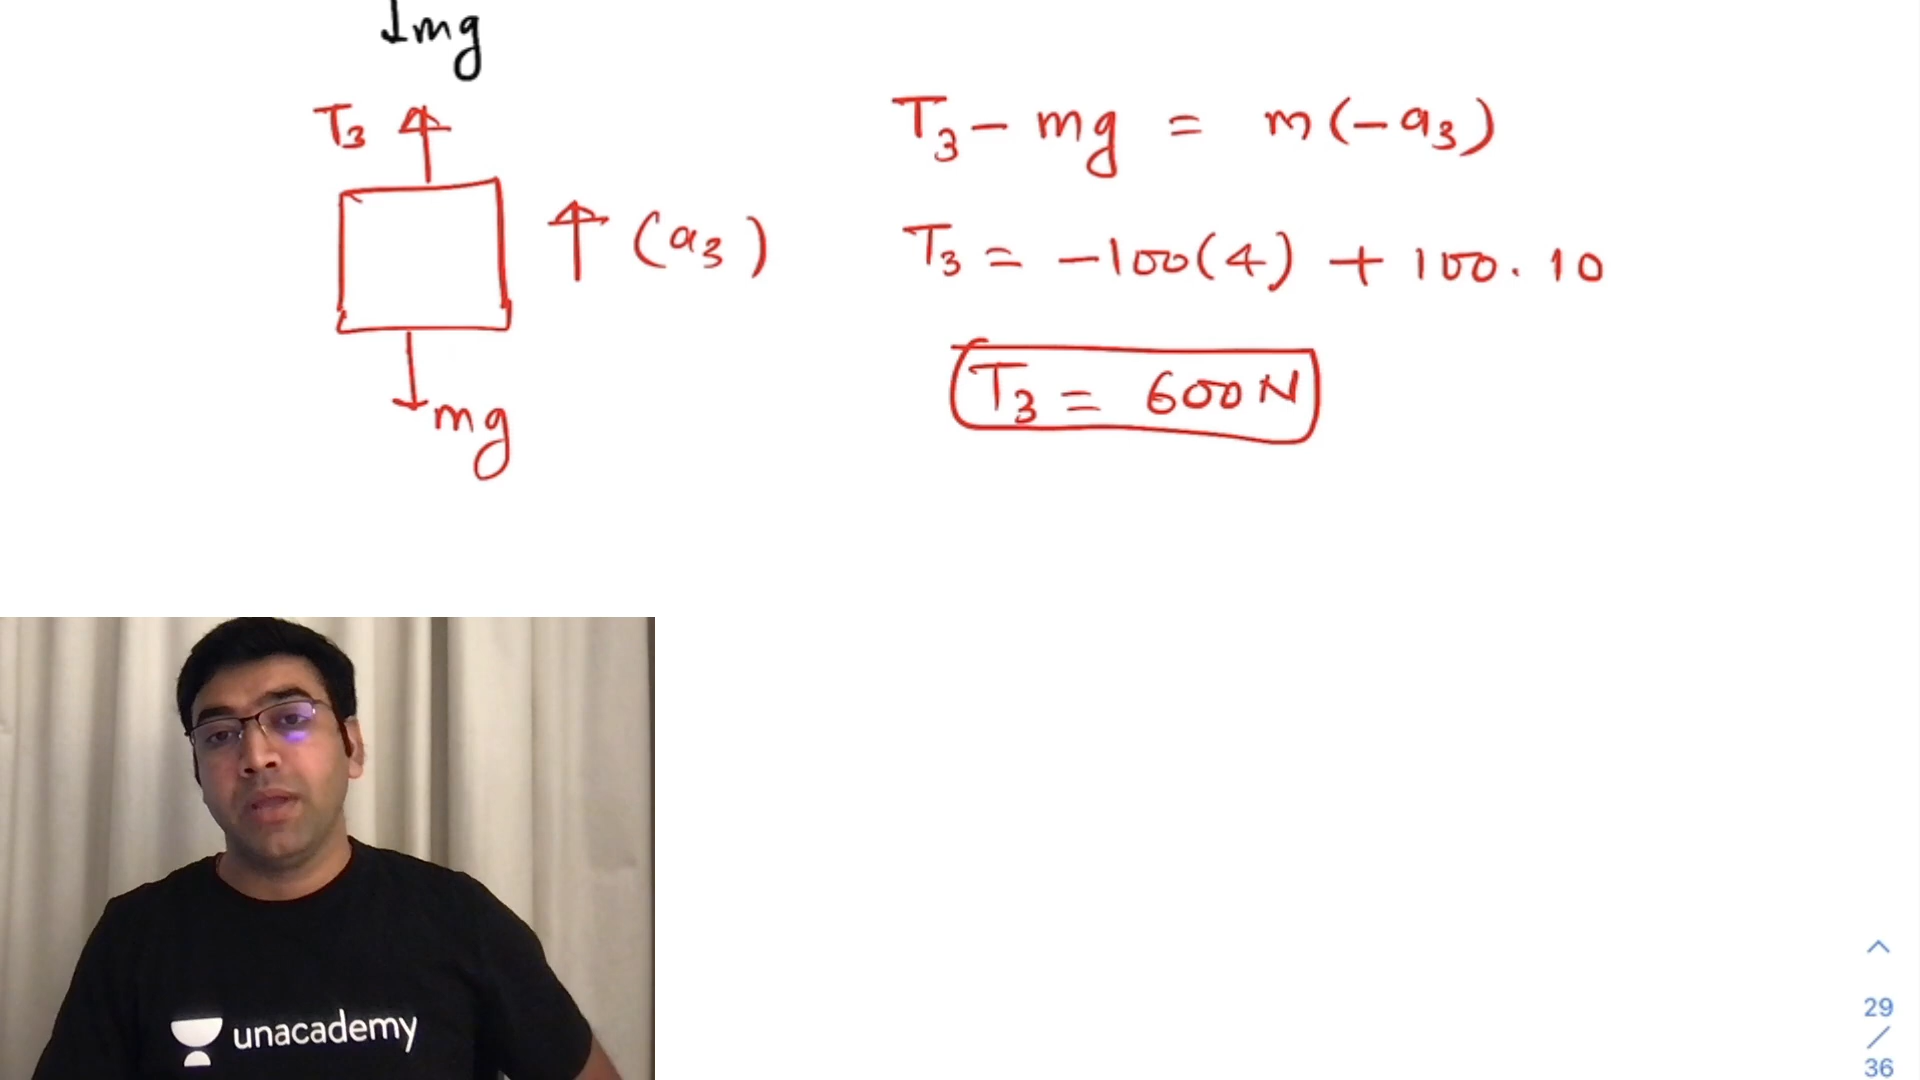 ↓mg
T₃
T₃ − mg = m(−a₃)
(a₃)
T₃ = −100(4) + 100.10
T₃ = 600N
mg
unacademy
29
/
36